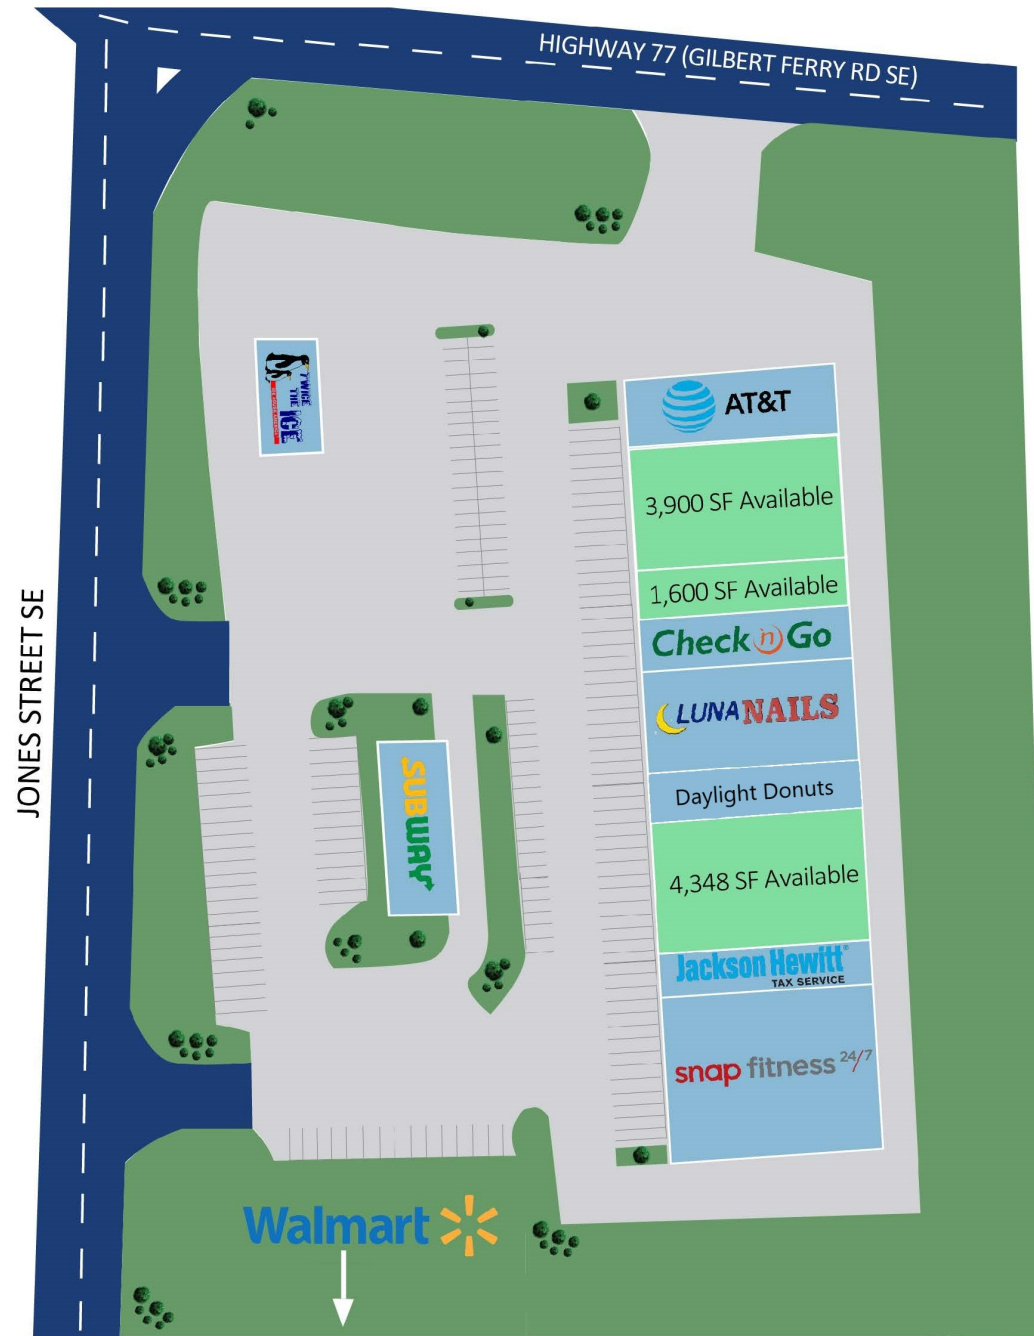 HIGHWAY 77 (GILBERT FERRY RD SE)
JONES STREET SE
TWICE
THE
ICE
AT&T
3,900 SF Available
1,600 SF Available
Check n Go
LUNA NAILS
Daylight Donuts
SUBWAY
4,348 SF Available
Jackson Hewitt®
TAX SERVICE
snap fitness 24/7
Walmart